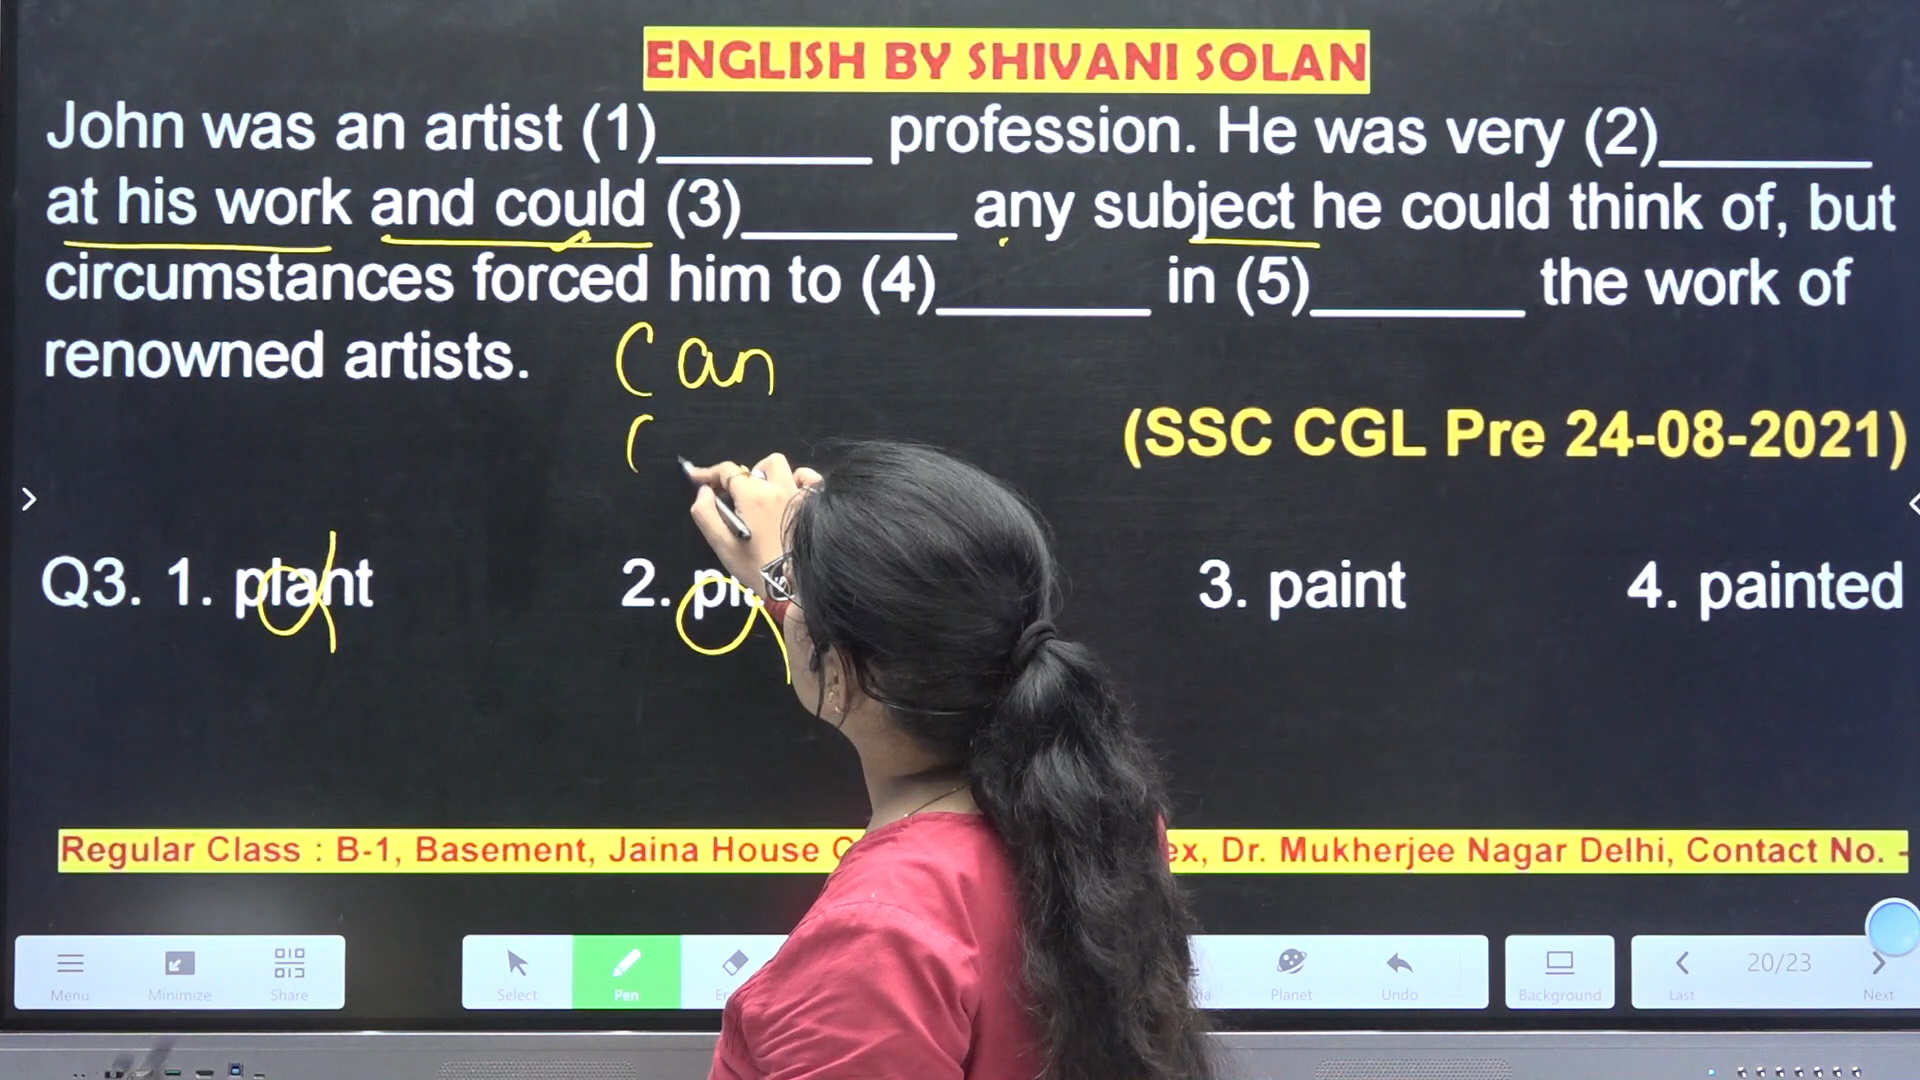 ENGLISH BY SHIVANI SOLAN
John was an artist (1)_______ profession. He was very (2)_______
at his work and could (3)_______ any subject he could think of, but
circumstances forced him to (4)_______ in (5)_______ the work of
renowned artists.
Can
(SSC CGL Pre 24-08-2021)
Q3. 1. plant 2. 3. paint 4. painted
Regular Class : B-1, Basement, Jaina House Dr. Mukherjee Nagar Delhi, Contact No. -
Menu Minimize Share Select Pen Planet Undo Background Last 20/23 Next